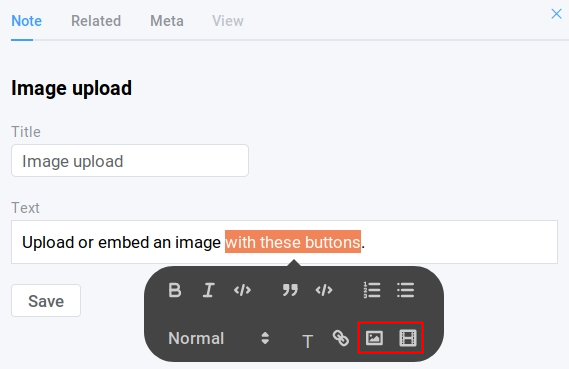 Note Related Meta View
Image upload
Title
Image upload
Text
Upload or embed an image with these buttons.
Save
B I </> ” </>
Normal T